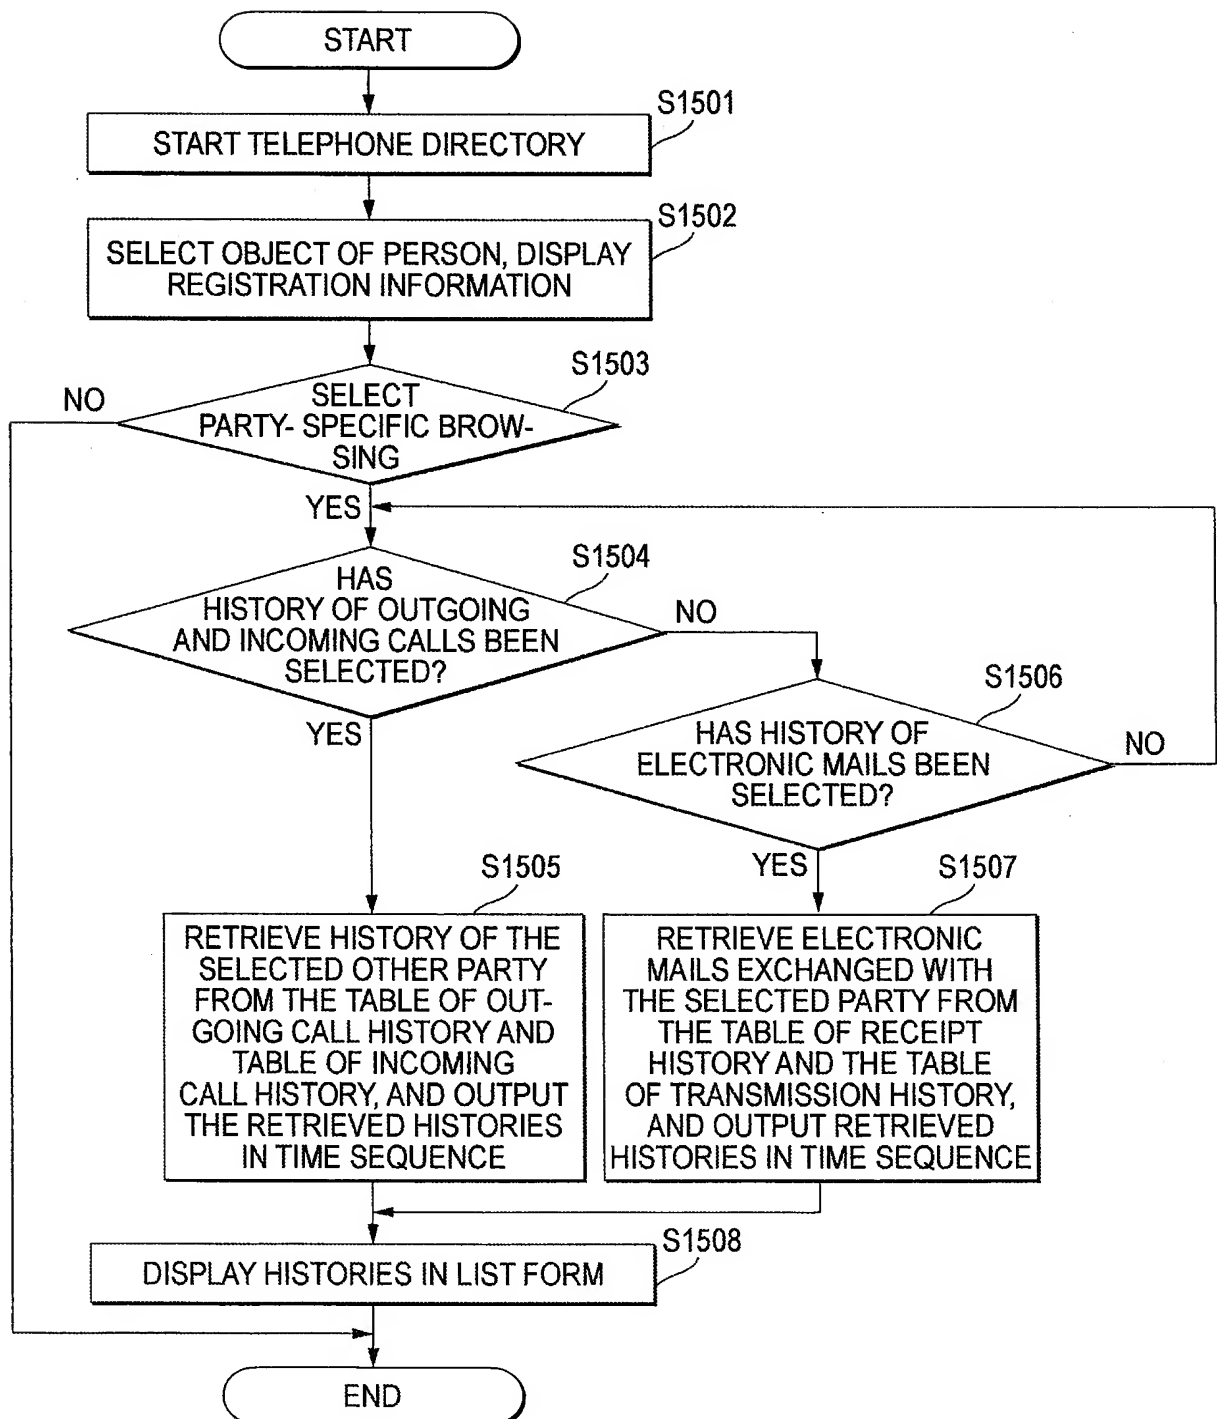 START
S1501
START TELEPHONE DIRECTORY
S1502
SELECT OBJECT OF PERSON, DISPLAY
REGISTRATION INFORMATION
S1503
NO
SELECT
PARTY- SPECIFIC BROW-
SING
YES
S1504
HAS
HISTORY OF OUTGOING
AND INCOMING CALLS BEEN
SELECTED?
NO
YES
S1506
HAS HISTORY OF
ELECTRONIC MAILS BEEN
SELECTED?
NO
YES
S1505
RETRIEVE HISTORY OF THE
SELECTED OTHER PARTY
FROM THE TABLE OF OUT-
GOING CALL HISTORY AND
TABLE OF INCOMING
CALL HISTORY, AND OUTPUT
THE RETRIEVED HISTORIES
IN TIME SEQUENCE
S1507
RETRIEVE ELECTRONIC
MAILS EXCHANGED WITH
THE SELECTED PARTY FROM
THE TABLE OF RECEIPT
HISTORY AND THE TABLE
OF TRANSMISSION HISTORY,
AND OUTPUT RETRIEVED
HISTORIES IN TIME SEQUENCE
S1508
DISPLAY HISTORIES IN LIST FORM
END